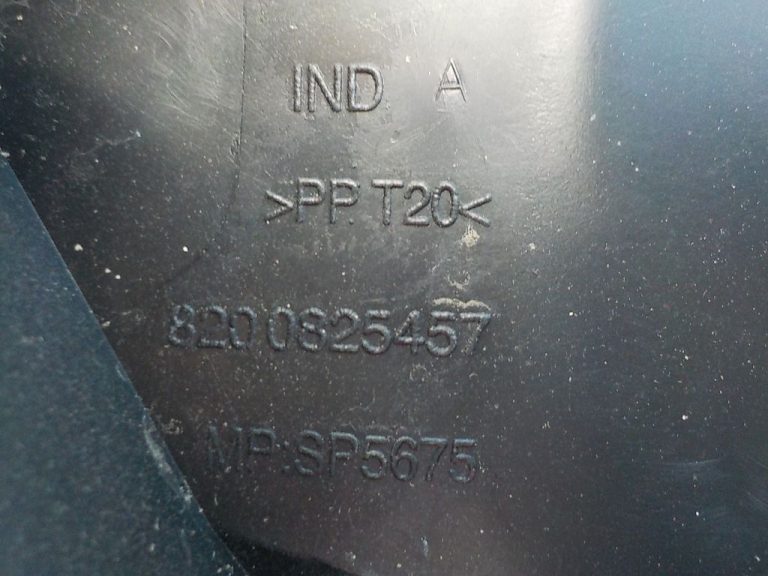 IND A
>PP. T20<
8200825457
MP:SP5675